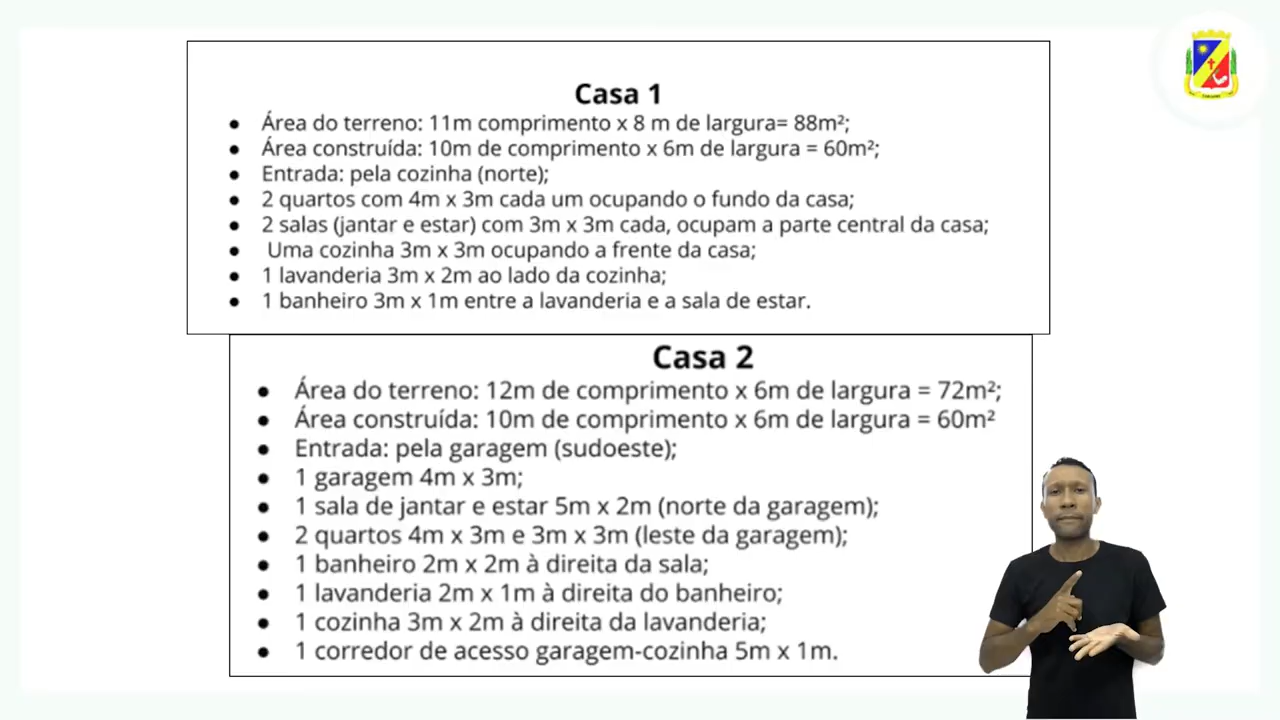 Casa 1
● Área do terreno: 11m comprimento x 8 m de largura= 88m²;
● Área construída: 10m de comprimento x 6m de largura = 60m²;
● Entrada: pela cozinha (norte);
● 2 quartos com 4m x 3m cada um ocupando o fundo da casa;
● 2 salas (jantar e estar) com 3m x 3m cada, ocupam a parte central da casa;
● Uma cozinha 3m x 3m ocupando a frente da casa;
● 1 lavanderia 3m x 2m ao lado da cozinha;
● 1 banheiro 3m x 1m entre a lavanderia e a sala de estar.
Casa 2
● Área do terreno: 12m de comprimento x 6m de largura = 72m²;
● Área construída: 10m de comprimento x 6m de largura = 60m²
● Entrada: pela garagem (sudoeste);
● 1 garagem 4m x 3m;
● 1 sala de jantar e estar 5m x 2m (norte da garagem);
● 2 quartos 4m x 3m e 3m x 3m (leste da garagem);
● 1 banheiro 2m x 2m à direita da sala;
● 1 lavanderia 2m x 1m à direita do banheiro;
● 1 cozinha 3m x 2m à direita da lavanderia;
● 1 corredor de acesso garagem-cozinha 5m x 1m.